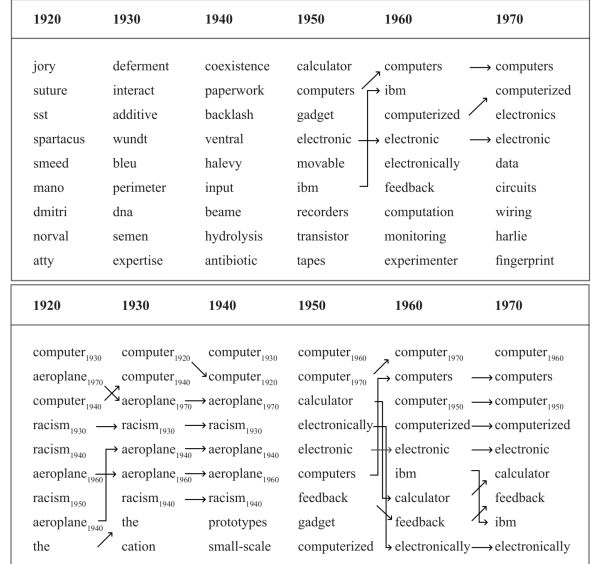 1920 1930 1940 1950 1960 1970
jory deferment coexistence calculator computers computers
suture interact paperwork computers ibm computerized
sst additive backlash gadget computerized electronics
spartacus wundt ventral electronic electronic electronic
smeed bleu halevy movable electronically data
mano perimeter input ibm feedback circuits
dmitri dna beame recorders computation wiring
norval semen hydrolysis transistor monitoring harlie
atty expertise antibiotic tapes experimenter fingerprint
1920 1930 1940 1950 1960 1970
computer1930 computer1920 computer1930 computer1960 computer1970 computer1960
aeroplane1970 computer1940 computer1920 computer1970 computers computers
computer1940 aeroplane1970 aeroplane1970 calculator computer1950 computer1950
racism1930 racism1930 racism1930 electronically computerized computerized
racism1940 aeroplane1940 aeroplane1940 electronic electronic electronic
aeroplane1960 aeroplane1960 aeroplane1960 computers ibm calculator
racism1950 racism1940 racism1940 feedback calculator feedback
aeroplane1940 the prototypes gadget feedback ibm
the cation small-scale computerized electronically electronically